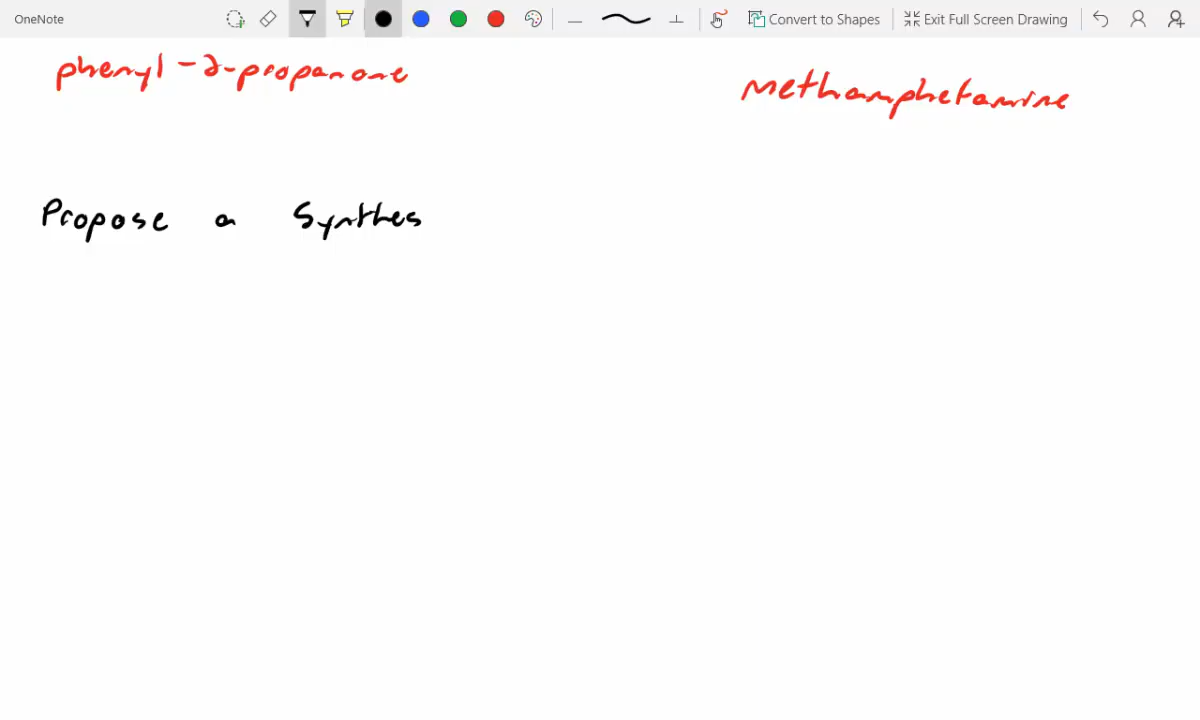 OneNote
Convert to Shapes
Exit Full Screen Drawing
phenyl-2-propanone
Methamphetamine
Propose a Synthes